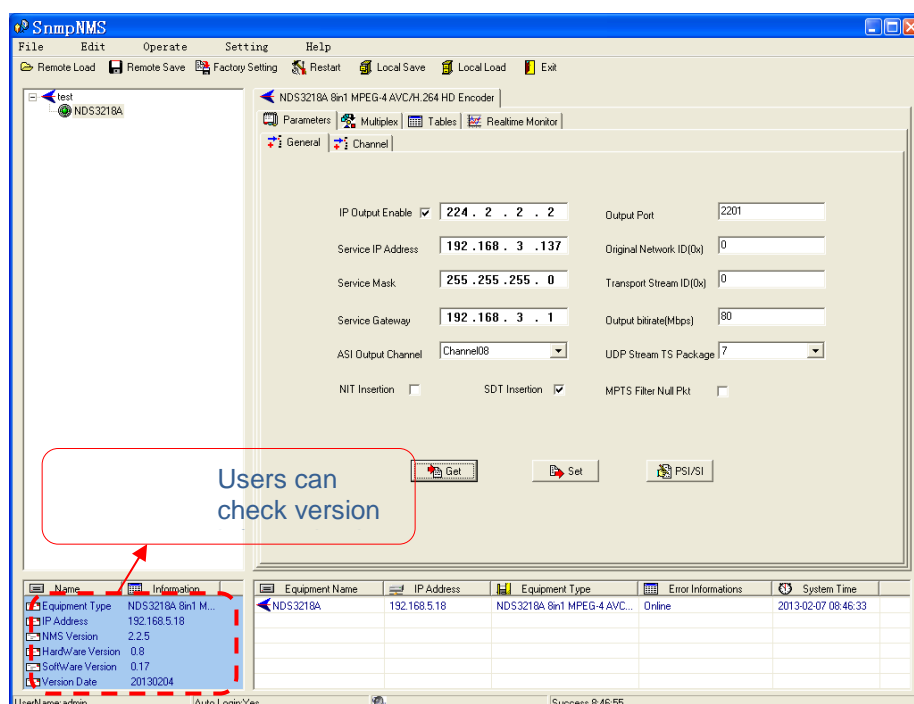 SnmpNMS
File Edit Operate Setting Help
Remote Load Remote Save Factory Setting Restart Local Save Local Load Exit
test
NDS3218A
NDS3218A 8in1 MPEG-4 AVC/H.264 HD Encoder
Parameters Multiplex Tables Realtime Monitor
General Channel
IP Output Enable 224 . 2 . 2 . 2 Output Port 2201
Service IP Address 192 .168 . 3 .137 Original Network ID(0x) 0
Service Mask 255 .255 .255 . 0 Transport Stream ID(0x) 0
Service Gateway 192 .168 . 3 . 1 Output bitirate(Mbps) 80
ASI Output Channel Channel08 UDP Stream TS Package 7
NIT Insertion SDT Insertion MPTS Filter Null Pkt
Get Set PSI/SI
Users can
check version
Name Information
Equipment Type NDS3218A 8in1 M...
IP Address 192.168.5.18
NMS Version 2.2.5
HardWare Version 0.8
SoftWare Version 0.17
Version Date 20130204
Equipment Name IP Address Equipment Type Error Informations System Time
NDS3218A 192.168.5.18 NDS3218A 8in1 MPEG-4 AVC... Online 2013-02-07 08:46:33
UserName:admin Auto Login:Yes Success 8:46:55